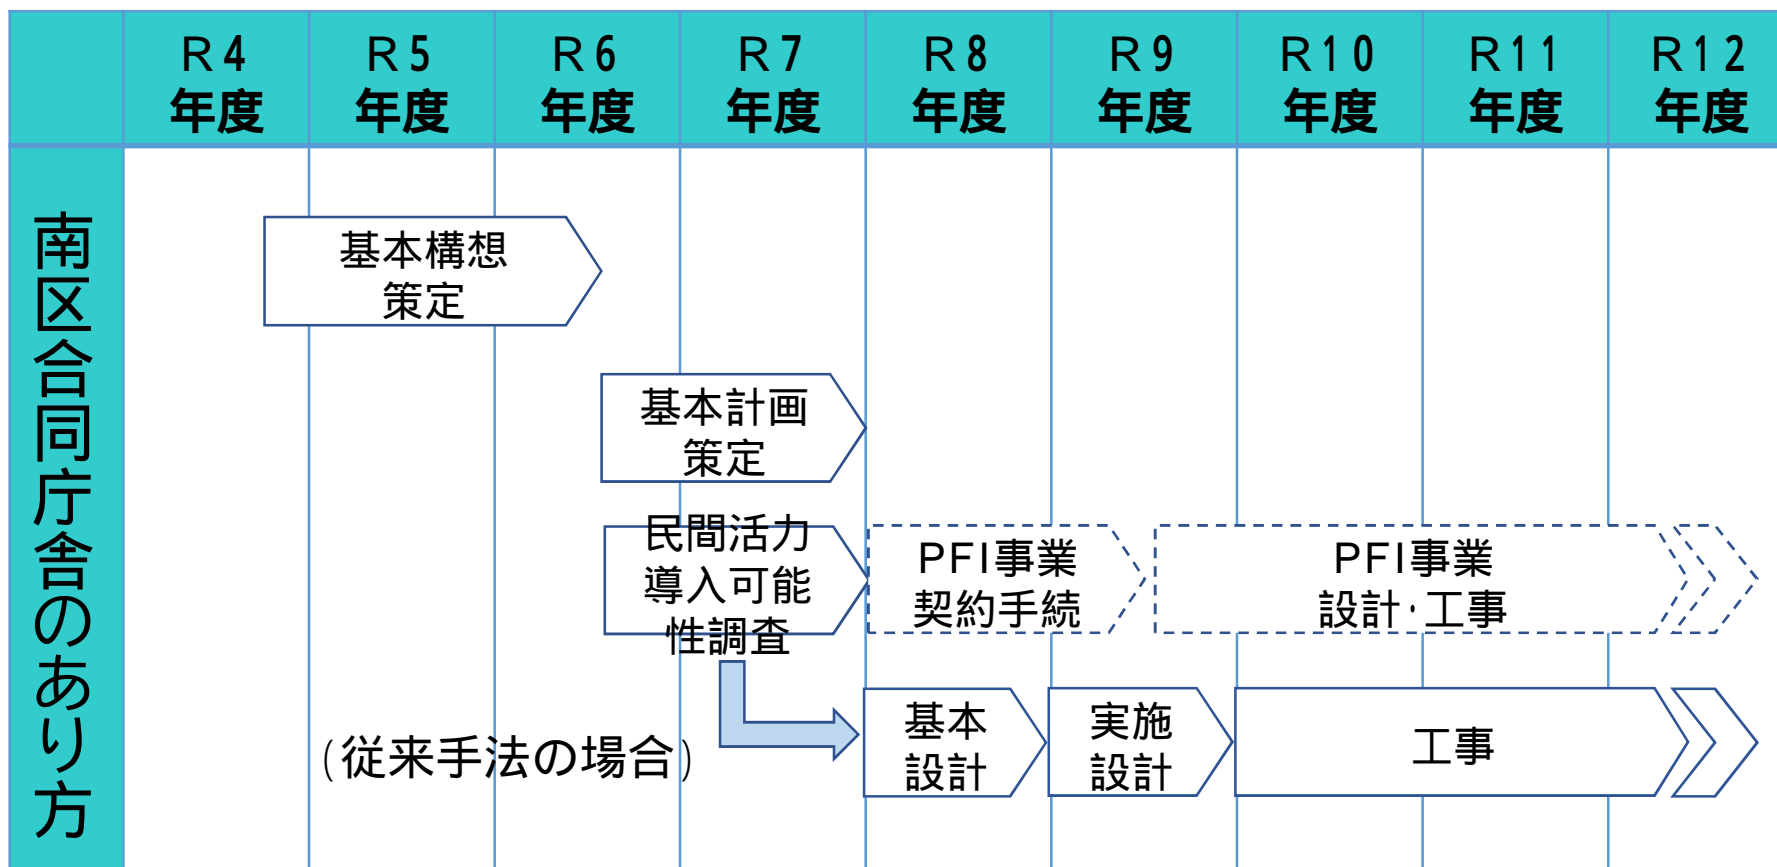 R4
年度
R5
年度
R6
年度
R7
年度
R8
年度
R9
年度
R10
年度
R11
年度
R12
年度
南区合同庁舎のあり方
基本構想
策定
基本計画
策定
民間活力
導入可能
性調査
PFI事業
契約手続
PFI事業
設計･工事
(従来手法の場合)
基本
設計
実施
設計
工事